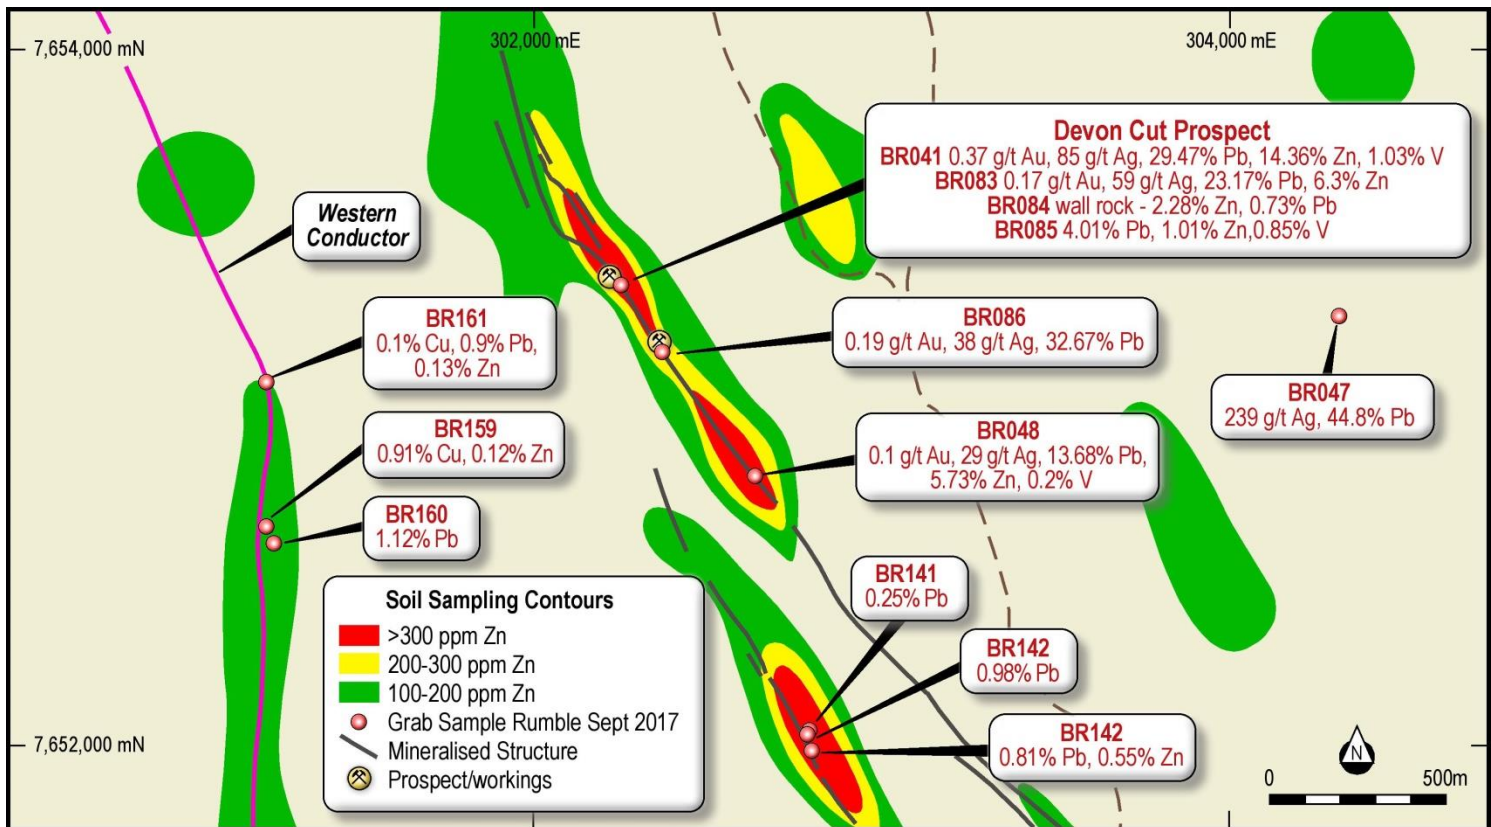 302,000 mE
304,000 mE
7,654,000 mN
Devon Cut Prospect
BR041 0.37 g/t Au, 85 g/t Ag, 29.47% Pb, 14.36% Zn, 1.03% V
BR083 0.17 g/t Au, 59 g/t Ag, 23.17% Pb, 6.3% Zn
BR084 wall rock - 2.28% Zn, 0.73% Pb
BR085 4.01% Pb, 1.01% Zn,0.85% V
Western
Conductor
BR161
0.1% Cu, 0.9% Pb,
0.13% Zn
BR086
0.19 g/t Au, 38 g/t Ag, 32.67% Pb
BR047
239 g/t Ag, 44.8% Pb
BR159
0.91% Cu, 0.12% Zn
BR048
0.1 g/t Au, 29 g/t Ag, 13.68% Pb,
5.73% Zn, 0.2% V
BR160
1.12% Pb
BR141
0.25% Pb
BR142
0.98% Pb
BR142
0.81% Pb, 0.55% Zn
Soil Sampling Contours
>300 ppm Zn
200-300 ppm Zn
100-200 ppm Zn
Grab Sample Rumble Sept 2017
Mineralised Structure
Prospect/workings
7,652,000 mN
N
0 500m